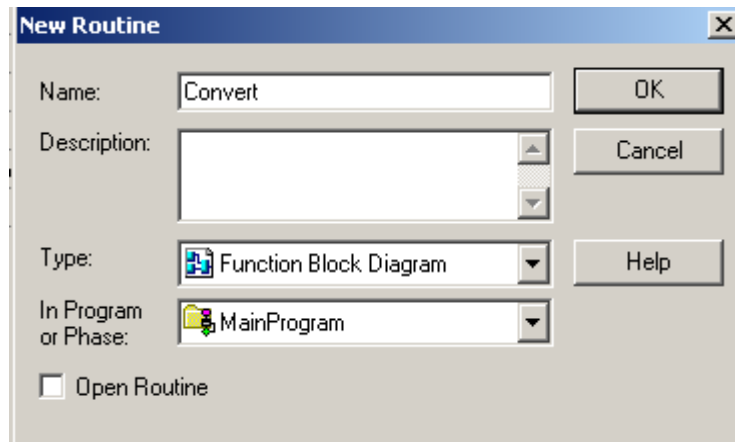 New Routine
Name: Convert OK
Description: Cancel
Type: Function Block Diagram Help
In Program
or Phase: MainProgram
Open Routine